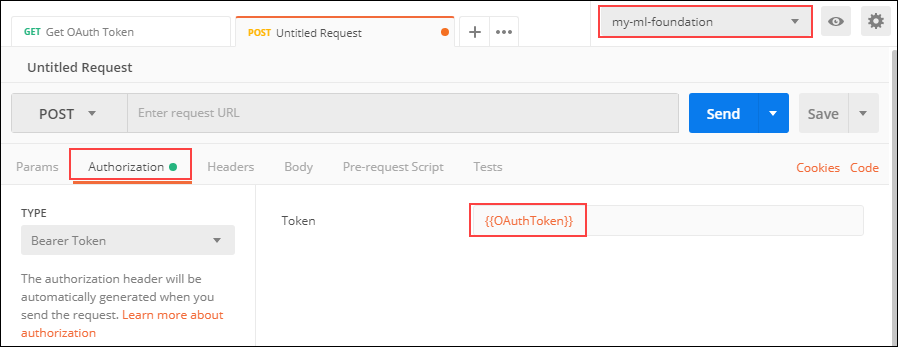 GET Get OAuth Token
POST Untitled Request
my-ml-foundation
Untitled Request
POST
Enter request URL
Send
Save
Params
Authorization
Headers
Body
Pre-request Script
Tests
Cookies
Code
TYPE
Token
{{OAuthToken}}
Bearer Token
The authorization header will be
automatically generated when you
send the request. Learn more about
authorization